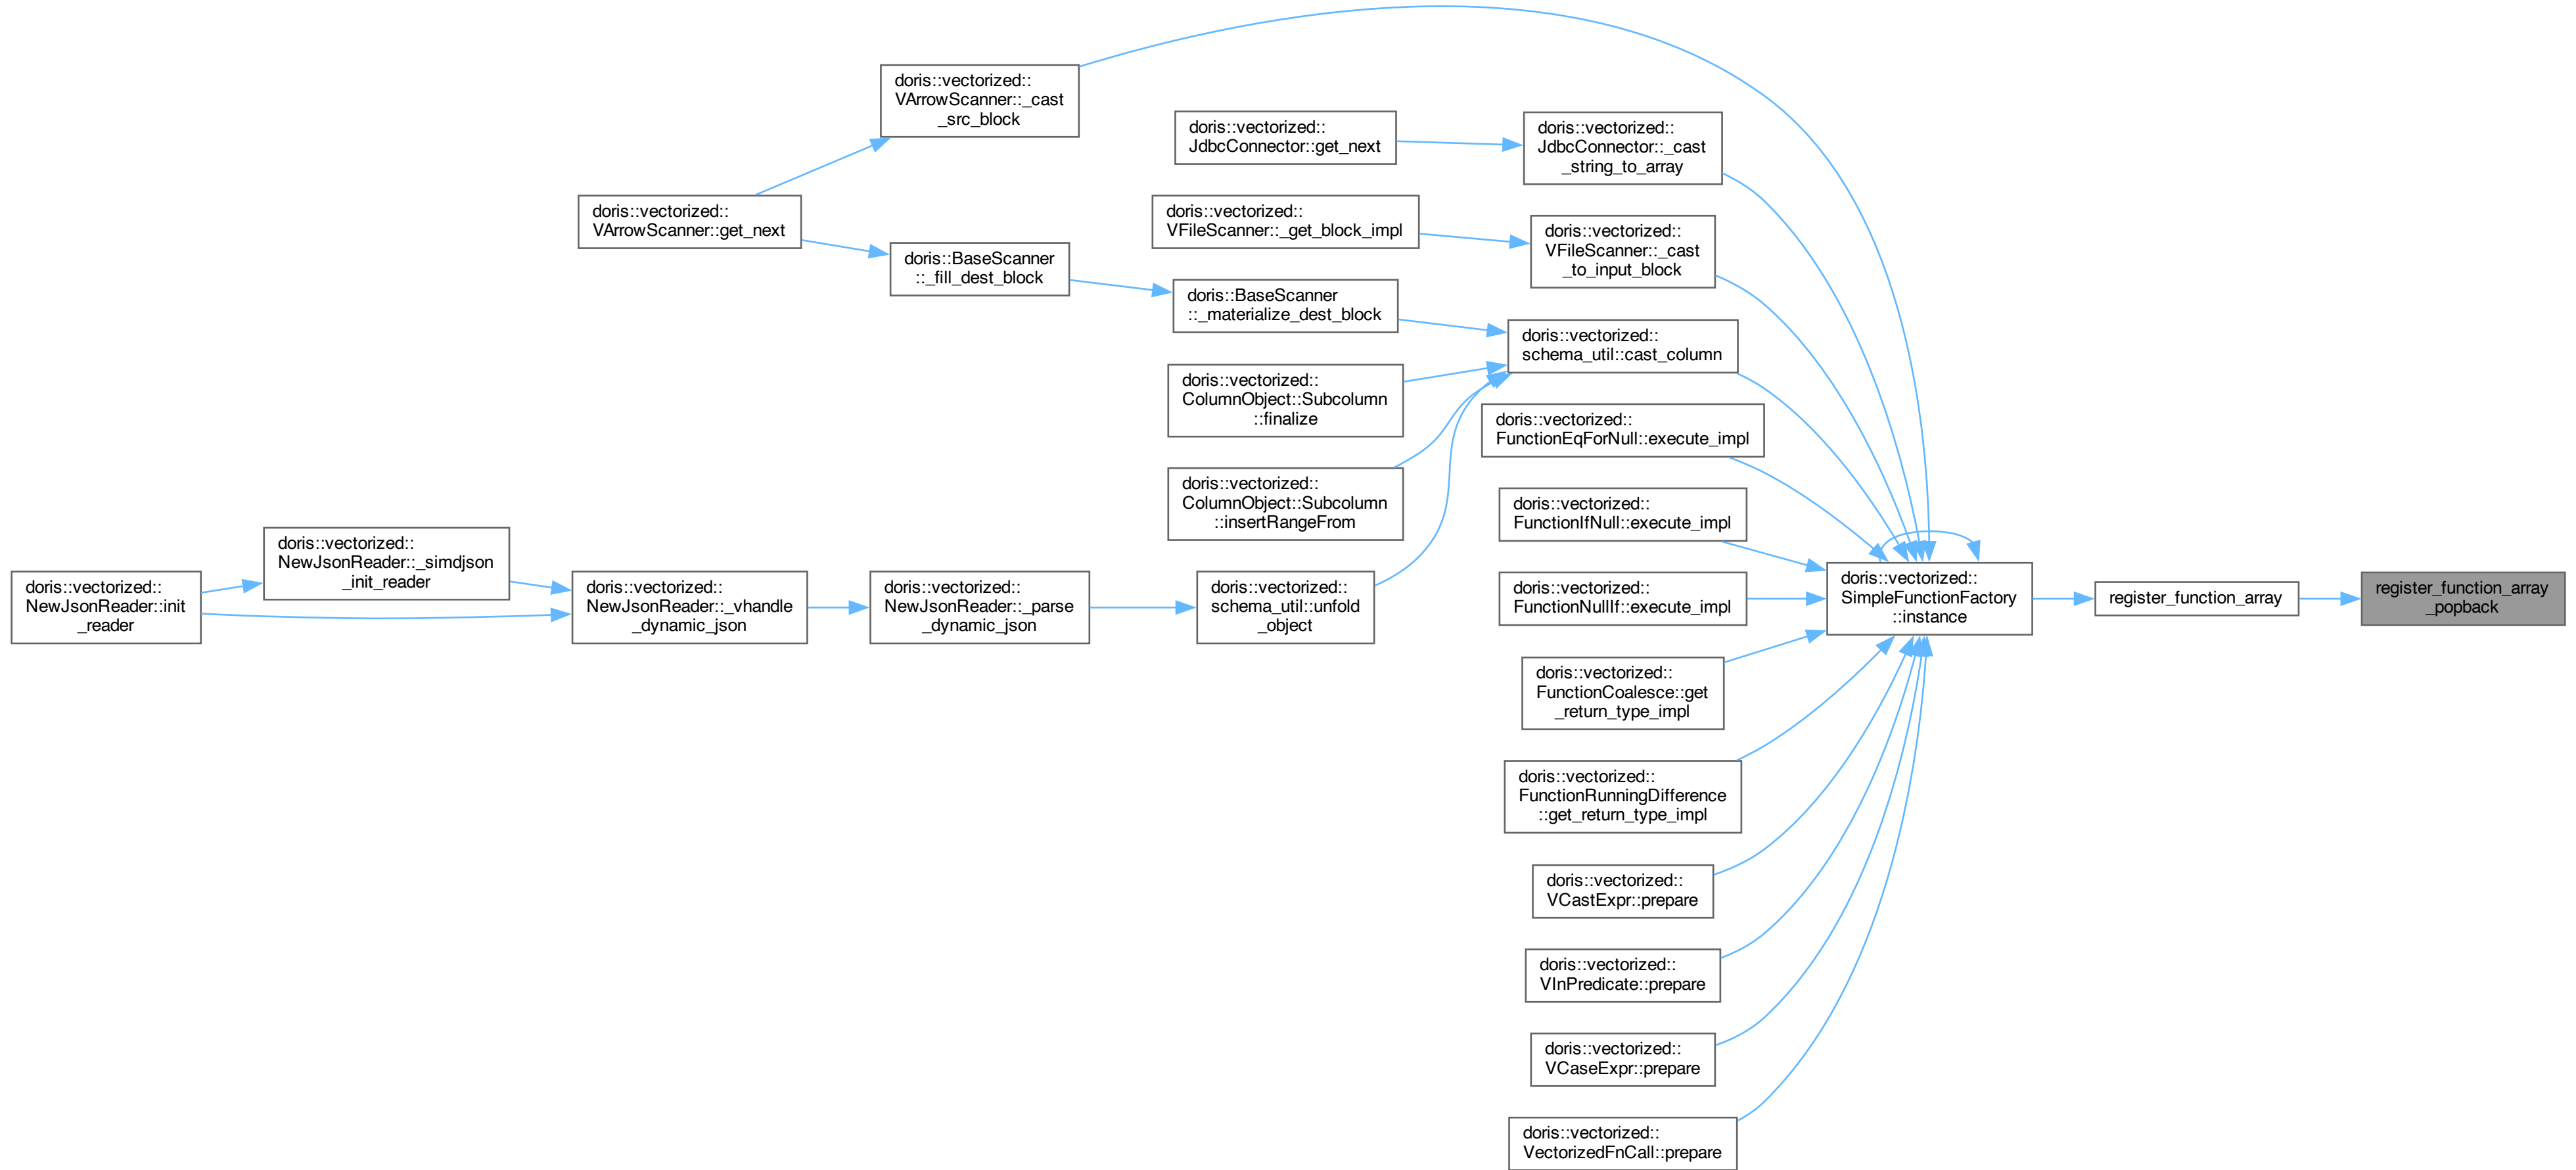 doris::vectorized::
VArrowScanner::_cast
_src_block
doris::vectorized::
JdbcConnector::get_next
doris::vectorized::
JdbcConnector::_cast
_string_to_array
doris::vectorized::
VArrowScanner::get_next
doris::vectorized::
VFileScanner::_get_block_impl
doris::vectorized::
VFileScanner::_cast
_to_input_block
doris::BaseScanner
::_fill_dest_block
doris::BaseScanner
::_materialize_dest_block
doris::vectorized::
schema_util::cast_column
doris::vectorized::
ColumnObject::Subcolumn
::finalize
doris::vectorized::
FunctionEqForNull::execute_impl
doris::vectorized::
ColumnObject::Subcolumn
::insertRangeFrom
doris::vectorized::
FunctionIfNull::execute_impl
doris::vectorized::
NewJsonReader::_simdjson
_init_reader
doris::vectorized::
NewJsonReader::init
_reader
doris::vectorized::
NewJsonReader::_vhandle
_dynamic_json
doris::vectorized::
NewJsonReader::_parse
_dynamic_json
doris::vectorized::
schema_util::unfold
_object
doris::vectorized::
FunctionNullIf::execute_impl
doris::vectorized::
SimpleFunctionFactory
::instance
register_function_array
register_function_array
_popback
doris::vectorized::
FunctionCoalesce::get
_return_type_impl
doris::vectorized::
FunctionRunningDifference
::get_return_type_impl
doris::vectorized::
VCastExpr::prepare
doris::vectorized::
VInPredicate::prepare
doris::vectorized::
VCaseExpr::prepare
doris::vectorized::
VectorizedFnCall::prepare